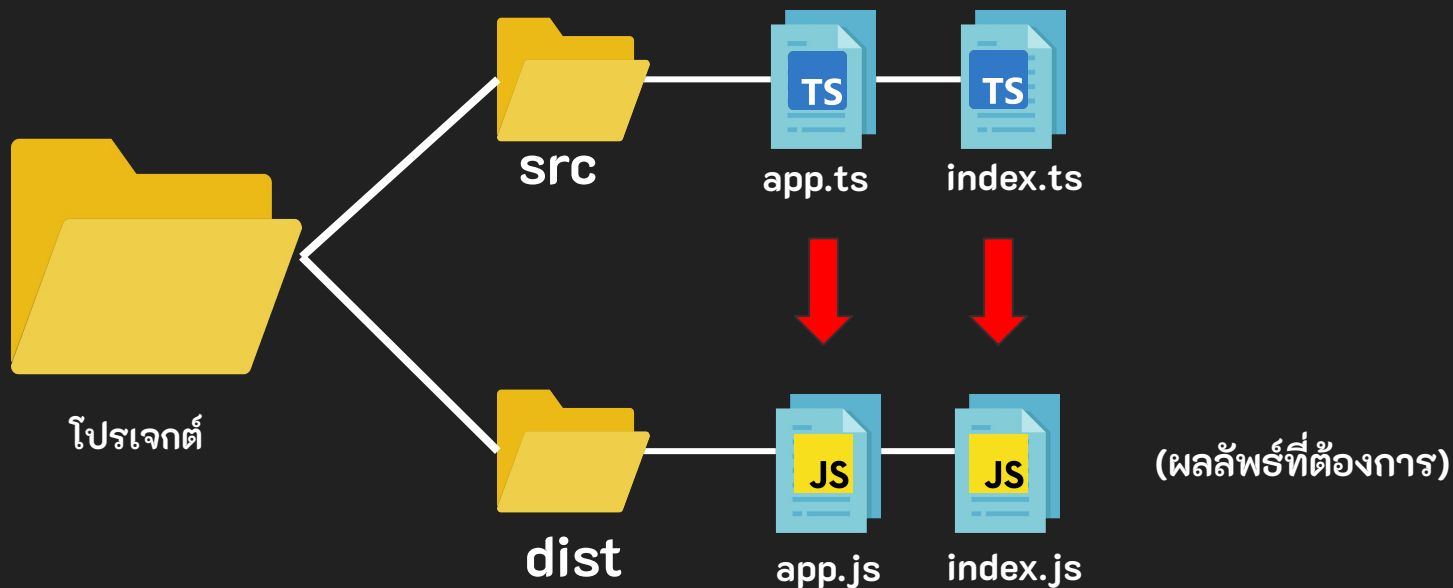 TS
TS
src
app.ts
index.ts
โปรเจกต์
JS
JS
(ผลลัพธ์ที่ต้องการ)
dist
app.js
index.js